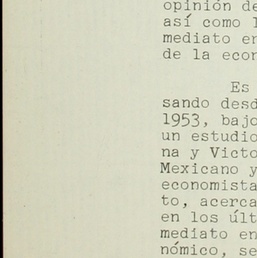 opinión de
así como l
mediato en
de la econ
Es
sando desd
1953, bajo
un estudio
na y Victo
Mexicano y
economista
to, acerca
en los últ
mediato en
nómico, se